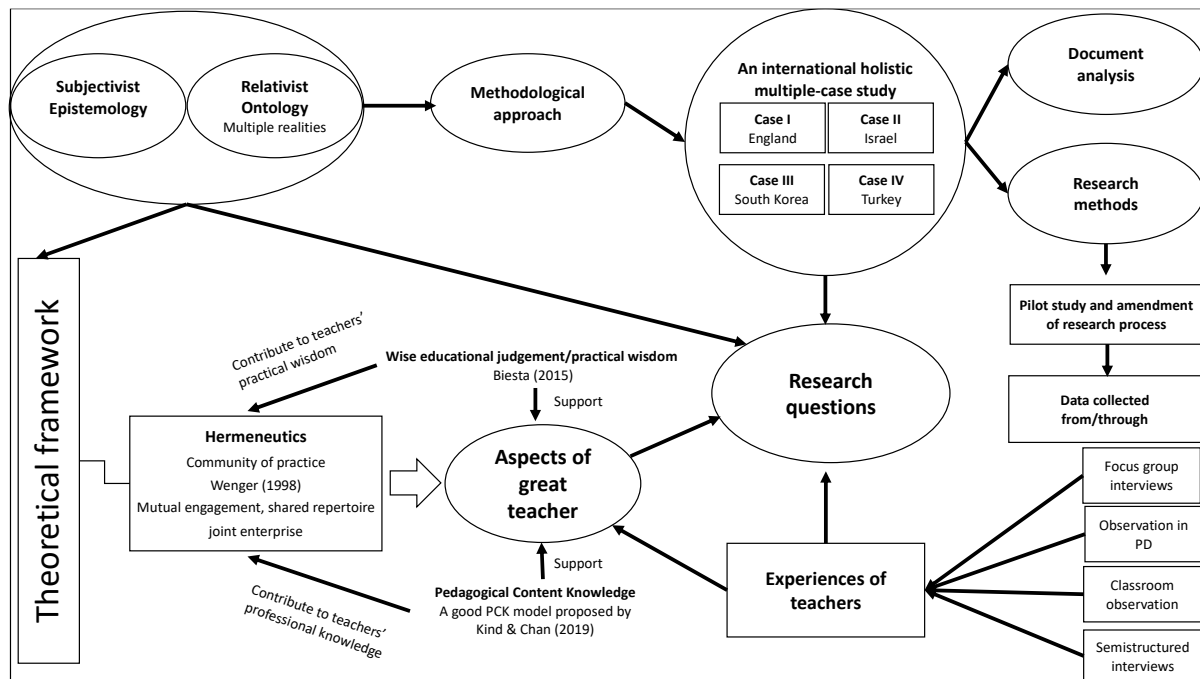 Subjectivist
Epistemology
Relativist
Ontology
Multiple realities
Methodological
approach
An international holistic
multiple-case study
Case I
England
Case II
Israel
Case III
South Korea
Case IV
Turkey
Document
analysis
Research
methods
Pilot study and amendment
of research process
Data collected
from/through
Theoretical framework
Contribute to teachers'
practical wisdom
Wise educational judgement/practical wisdom
Biesta (2015)
Support
Hermeneutics
Community of practice
Wenger (1998)
Mutual engagement, shared repertoire
joint enterprise
Aspects of
great
teacher
Research
questions
Support
Pedagogical Content Knowledge
A good PCK model proposed by
Kind & Chan (2019)
Contribute to teachers'
professional knowledge
Experiences of
teachers
Focus group
interviews
Observation in
PD
Classroom
observation
Semistructured
interviews